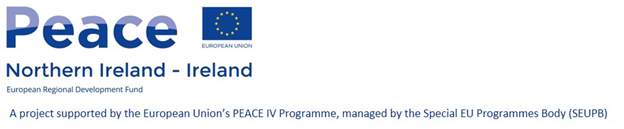 Peace
EUROPEAN UNION
Northern Ireland - Ireland
European Regional Development Fund
A project supported by the European Union's PEACE IV Programme, managed by the Special EU Programmes Body (SEUPB)